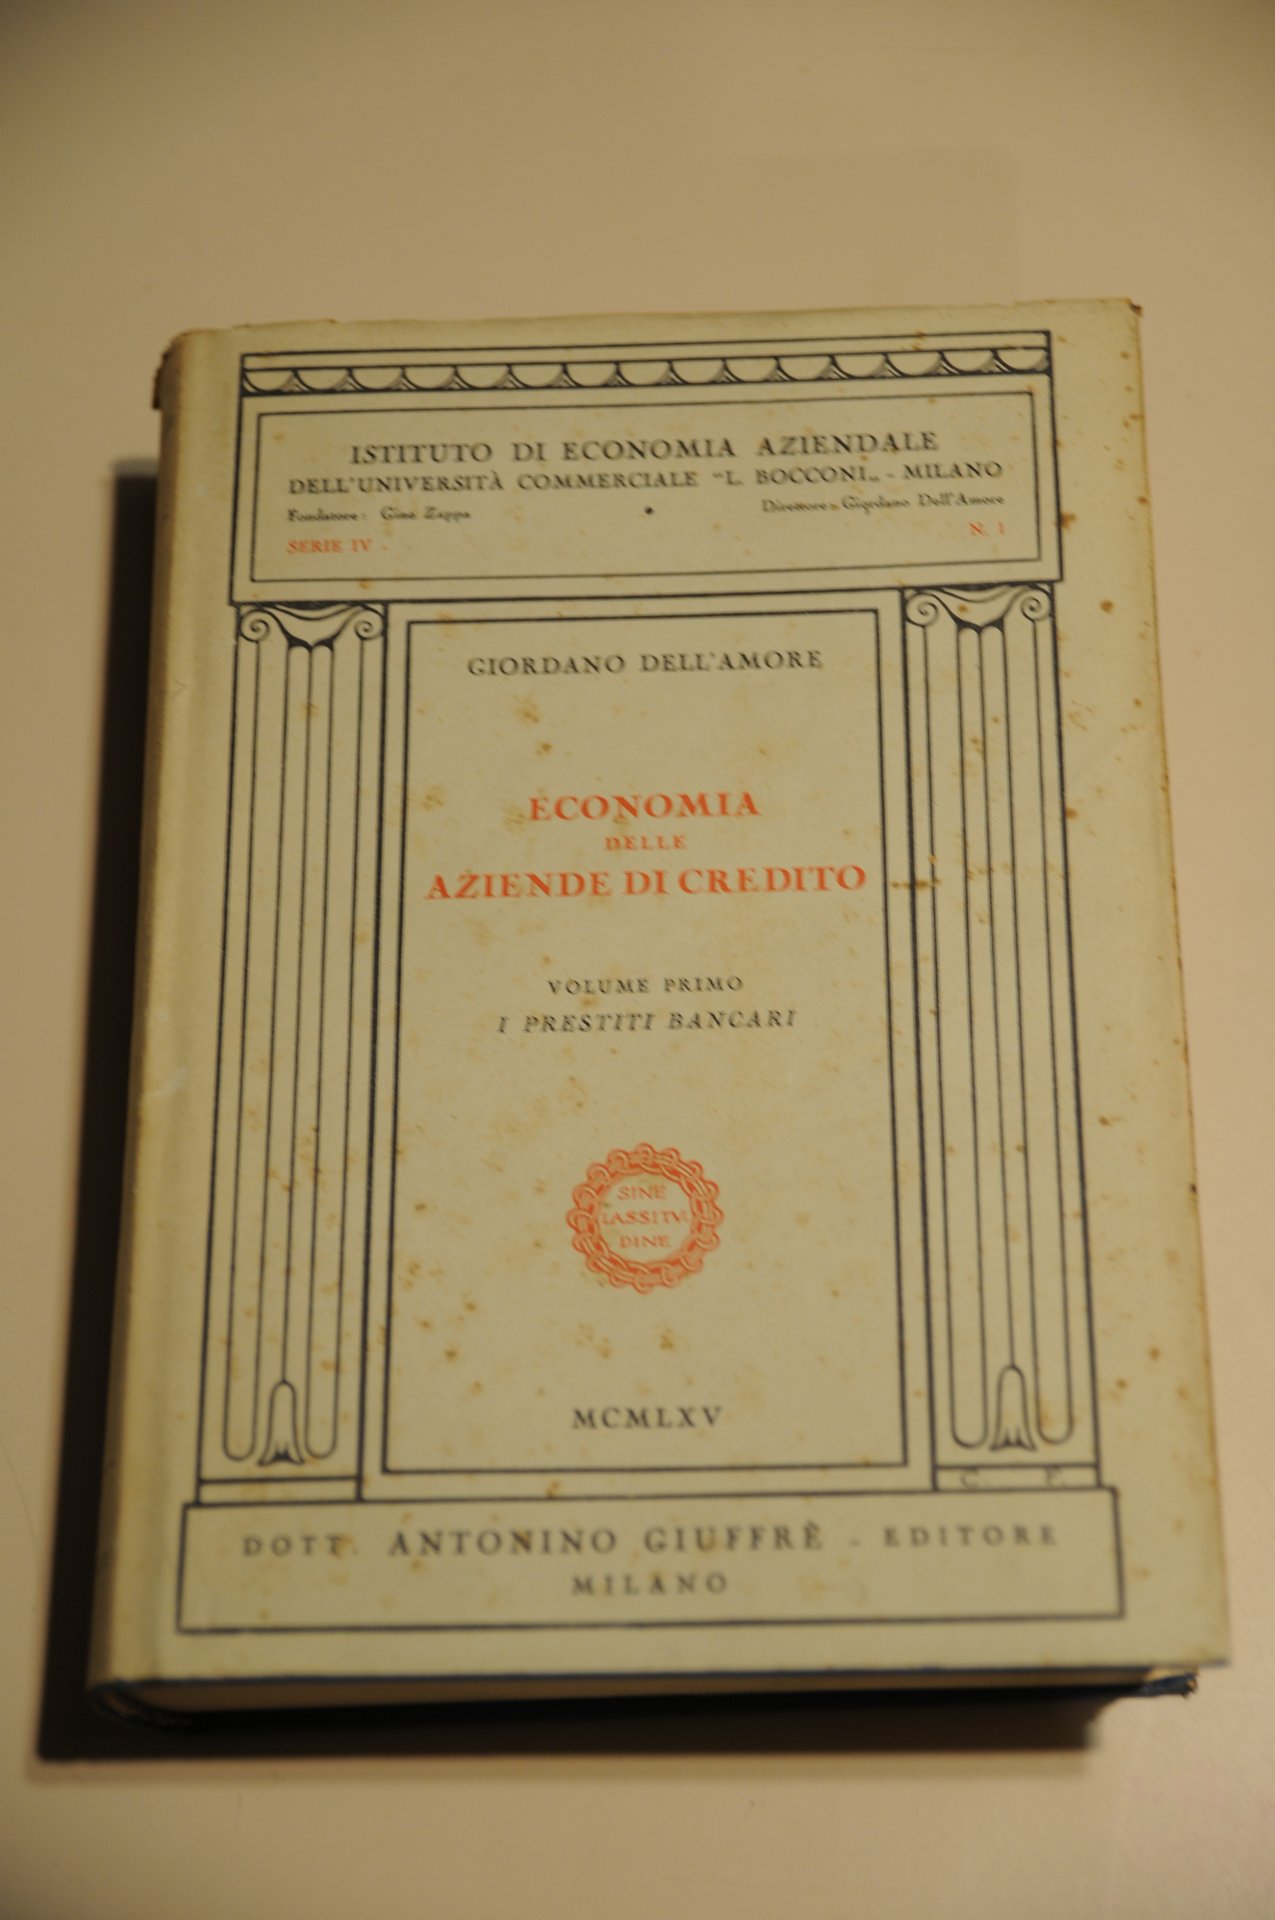 ISTITUTO DI ECONOMIA AZIENDALE
DELL'UNIVERSITÀ COMMERCIALE "L. BOCCONI„ - MILANO
Fondatore: Gino Zappa • Direttore: Giordano Dell'Amore
SERIE IV - N. 1
GIORDANO DELL'AMORE
ECONOMIA
DELLE
AZIENDE DI CREDITO
VOLUME PRIMO
I PRESTITI BANCARI
SINE
LASSITV
DINE
MCMLXV
C. F.
DOTT. ANTONINO GIUFFRÈ - EDITORE
MILANO